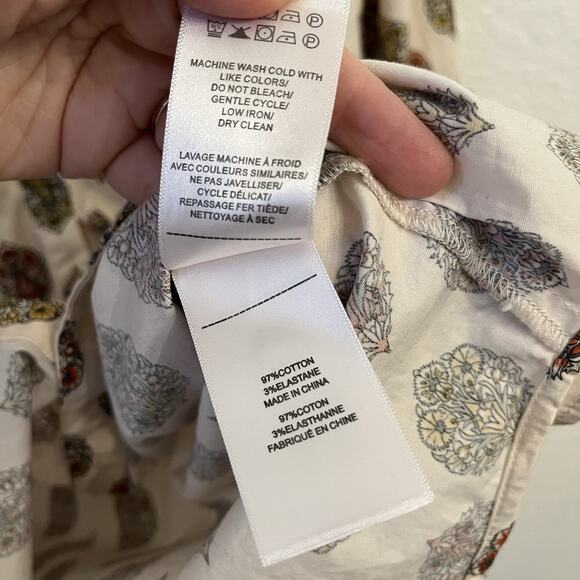 MACHINE WASH COLD WITH
LIKE COLORS/
DO NOT BLEACH/
GENTLE CYCLE/
LOW IRON/
DRY CLEAN
LAVAGE MACHINE À FROID
AVEC COULEURS SIMILAIRES/
NE PAS JAVELLISER/
CYCLE DÉLICAT/
REPASSAGE FER TIÈDE/
NETTOYAGE À SEC
97%COTTON
3%ELASTANE
MADE IN CHINA
97%COTON
3%ELASTHANNE
FABRIQUÉ EN CHINE